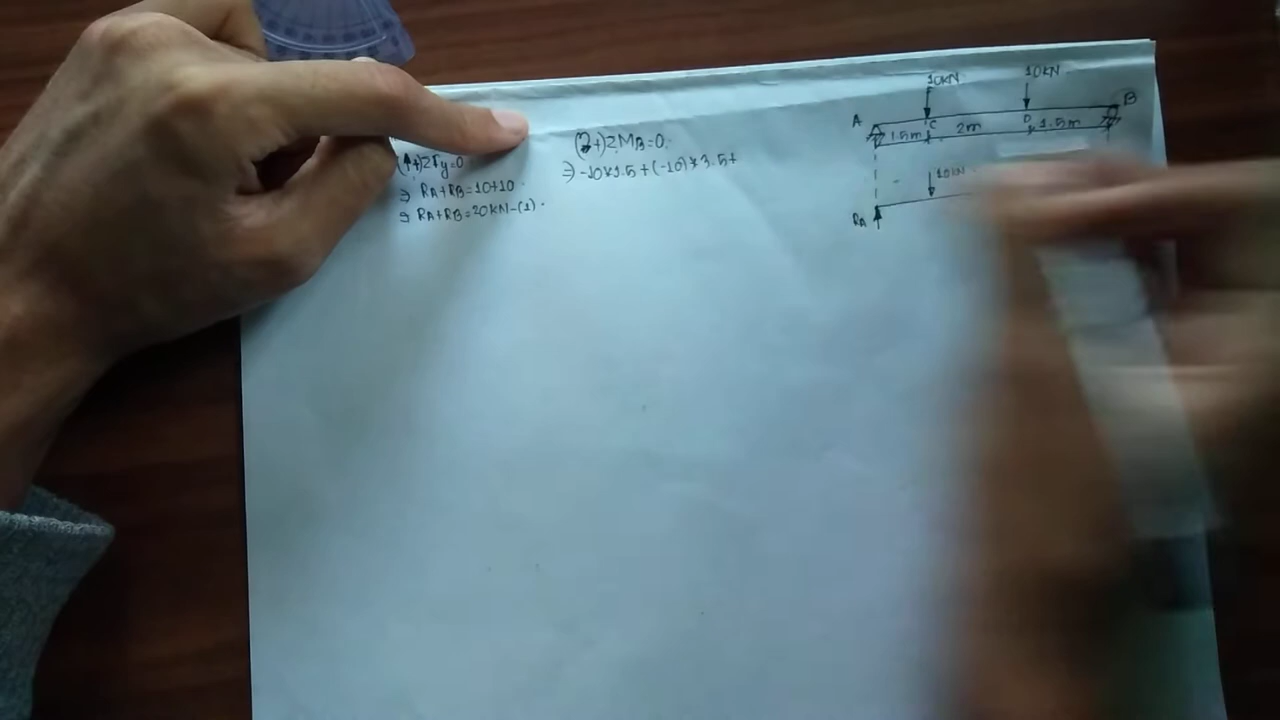 (↑+)ΣFy=0
⇒ RA+RB=10+10
⇒ RA+RB=20KN-(1)
(↻+)ΣMB=0
⇒ -10*1.5+(-10)*3.5+
10KN
10KN
A
B
1.5m
C
2m
D
1.5m
10KN
RA